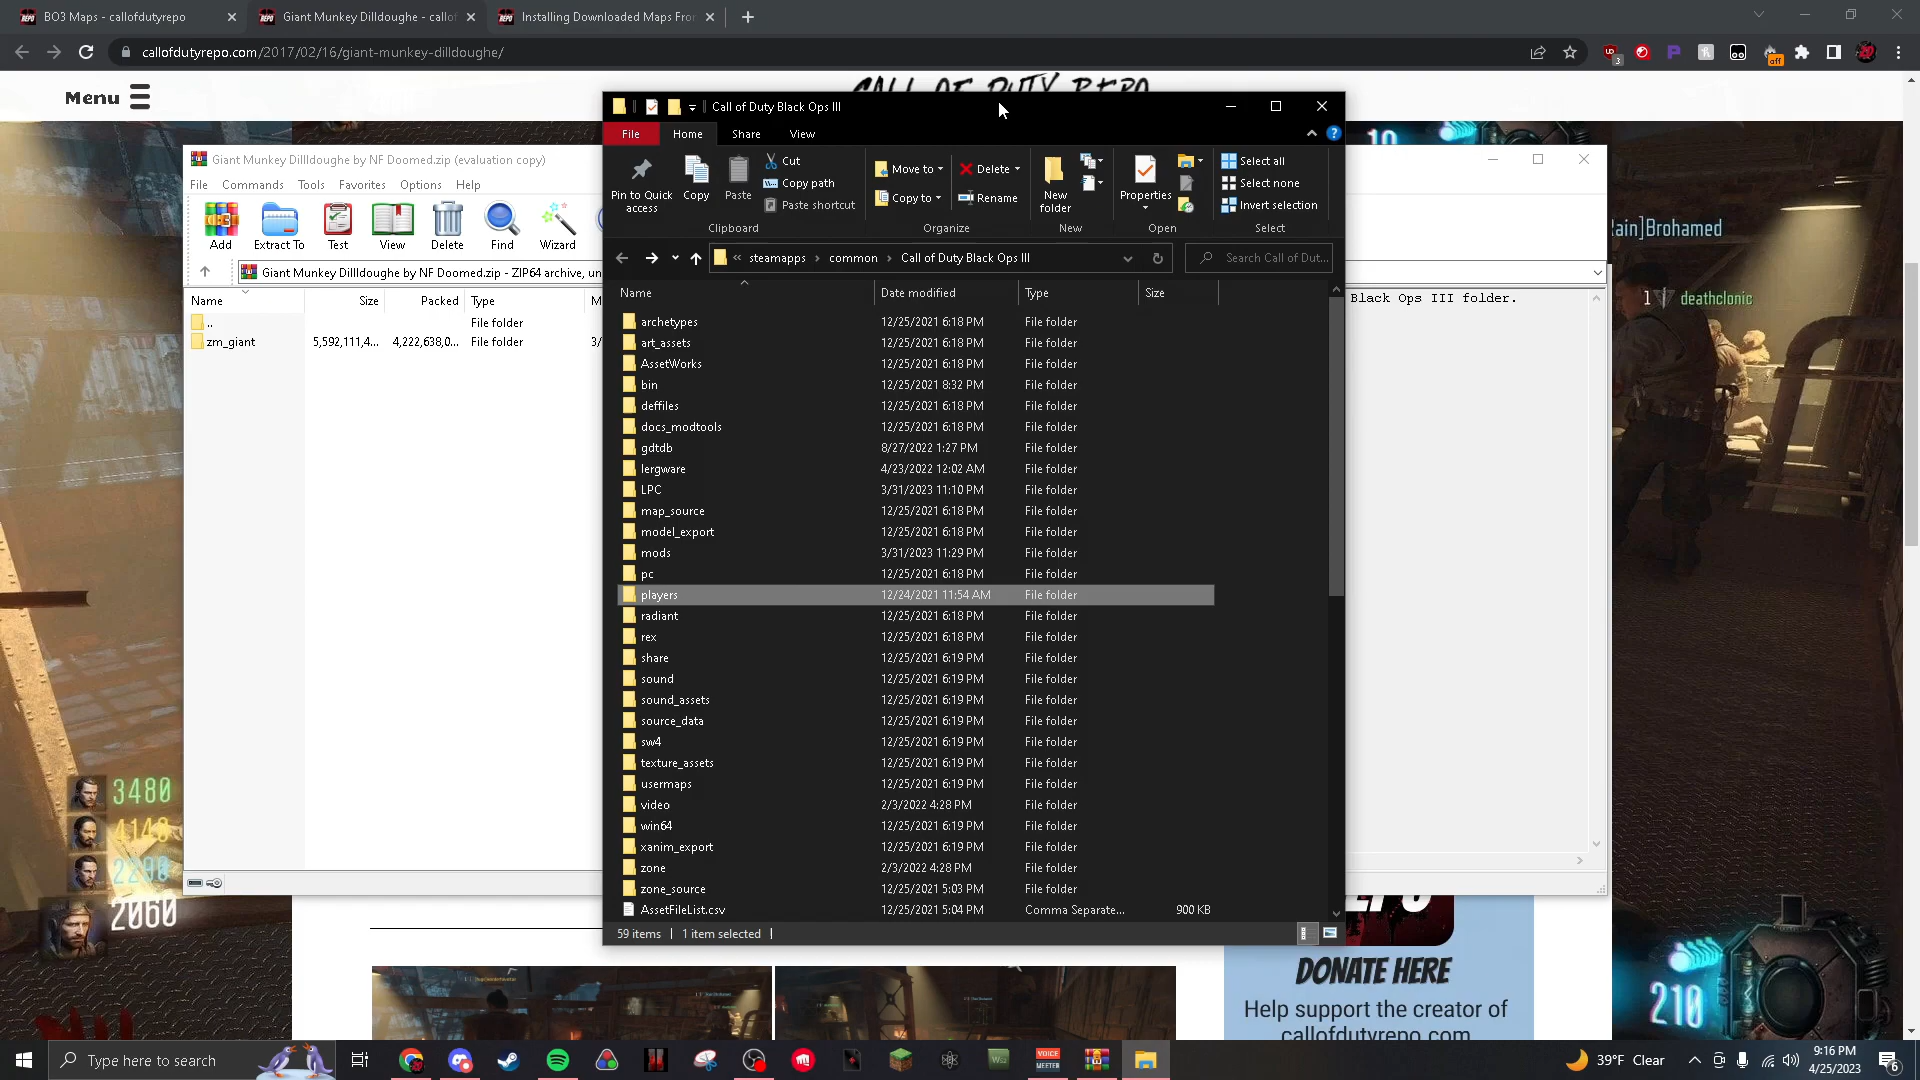 BO3 Maps - callofdutyrepo
Giant Munkey Dilldoughe - callof
Installing Downloaded Maps Fro
callofdutyrepo.com/2017/02/16/giant-munkey-dilldoughe/
3
off
Menu
CALL OF DUTY REPO
Giant Munkey Dillldoughe by NF Doomed.zip (evaluation copy)
File Commands Tools Favorites Options Help
Add Extract To Test View Delete Find Wizard
Giant Munkey Dillldoughe by NF Doomed.zip - ZIP64 archive, un
Name Size Packed Type M
.. File folder
zm_giant 5,592,111,4... 4,222,638,0... File folder 3/
Black Ops III folder.
Call of Duty Black Ops III
File Home Share View
Pin to Quick access
Copy
Paste
Cut
Copy path
Paste shortcut
Move to
Copy to
Delete
Rename
New folder
Properties
Select all
Select none
Invert selection
Clipboard Organize New Open Select
« steamapps › common › Call of Duty Black Ops III
Search Call of Dut...
Name Date modified Type Size
archetypes 12/25/2021 6:18 PM File folder
art_assets 12/25/2021 6:18 PM File folder
AssetWorks 12/25/2021 6:18 PM File folder
bin 12/25/2021 8:32 PM File folder
deffiles 12/25/2021 6:18 PM File folder
docs_modtools 12/25/2021 6:18 PM File folder
gdtdb 8/27/2022 1:27 PM File folder
lergware 4/23/2022 12:02 AM File folder
LPC 3/31/2023 11:10 PM File folder
map_source 12/25/2021 6:18 PM File folder
model_export 12/25/2021 6:18 PM File folder
mods 3/31/2023 11:29 PM File folder
pc 12/25/2021 6:18 PM File folder
players 12/24/2021 11:54 AM File folder
radiant 12/25/2021 6:18 PM File folder
rex 12/25/2021 6:18 PM File folder
share 12/25/2021 6:19 PM File folder
sound 12/25/2021 6:19 PM File folder
sound_assets 12/25/2021 6:19 PM File folder
source_data 12/25/2021 6:19 PM File folder
sw4 12/25/2021 6:19 PM File folder
texture_assets 12/25/2021 6:19 PM File folder
usermaps 12/25/2021 6:19 PM File folder
video 2/3/2022 4:28 PM File folder
win64 12/25/2021 6:19 PM File folder
xanim_export 12/25/2021 6:19 PM File folder
zone 2/3/2022 4:28 PM File folder
zone_source 12/25/2021 5:03 PM File folder
AssetFileList.csv 12/25/2021 5:04 PM Comma Separate... 900 KB
59 items 1 item selected
10
ain]Brohamed
1 deathclonic
3480
4140
2200
2060
210
REPO
DONATE HERE
Help support the creator of
callofdutyrepo.com
Type here to search
VOICE MEETER
39°F Clear
9:16 PM
4/25/2023
6